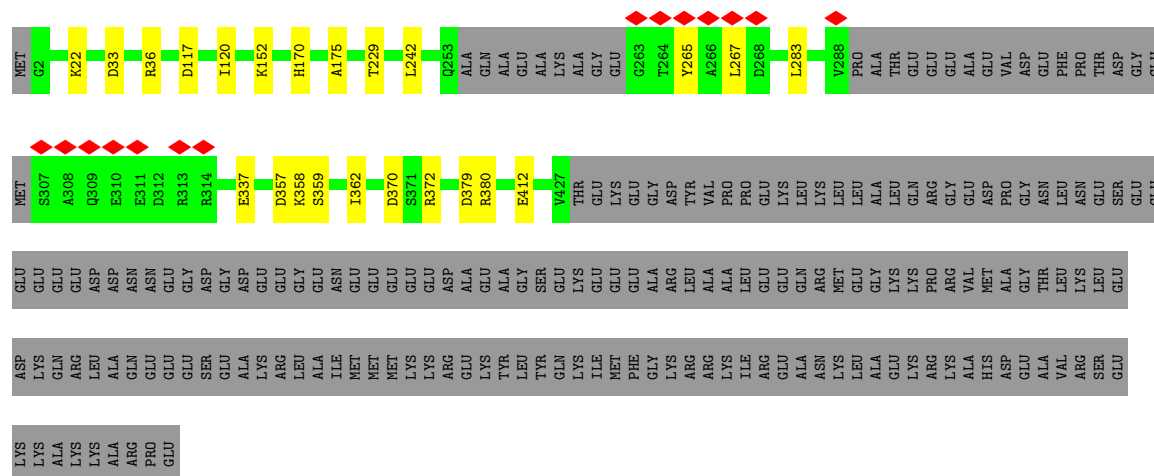 MET G2 K22 D33 R36 D117 I120 K152 H170 A175 T229 L242 Q253 ALA GLN ALA GLU ALA LYS ALA GLY GLU G263 T264 Y265 A266 L267 D268 L283 V288 PRO ALA THR GLU GLU GLU ALA GLU VAL ASP GLU PHE PRO THR ASP GLY GLU
MET S307 A308 Q309 E310 E311 D312 R313 R314 E337 D357 K358 S359 I362 D370 S371 R372 D379 R380 E412 V427 THR GLU LYS GLU GLU GLY ASP TYR VAL PRO PRO GLU LYS LEU LEU LYS LEU LEU LEU ALA LEU GLN ARG GLY GLU ASP PRO GLY ASN LEU ASN GLU SER GLU GLU
GLU GLU GLU GLU ASP ASP ASN ASN GLU GLY ASP GLY ASP GLU GLU GLY GLU ASN GLU GLU GLU GLU GLU ASP ALA GLU ALA GLY SER GLU LYS GLU GLU GLU ALA ARG LEU ALA ALA LEU GLU GLU GLN ARG MET GLU GLY LYS LYS PRO ARG VAL MET ALA GLY THR LEU LYS LEU GLU
ASP LYS GLN ARG LEU ALA GLN GLU GLU GLU SER GLU ALA LYS ARG LEU ALA ILE MET MET MET LYS LYS ARG GLU LYS TYR LEU TYR GLN LYS ILE MET PHE GLY LYS ARG ARG LYS ILE ARG GLU ALA ASN LYS LEU ALA GLU LYS ARG LYS ALA HIS ASP GLU ALA VAL ARG SER GLU
LYS LYS ALA LYS LYS ALA ARG PRO GLU